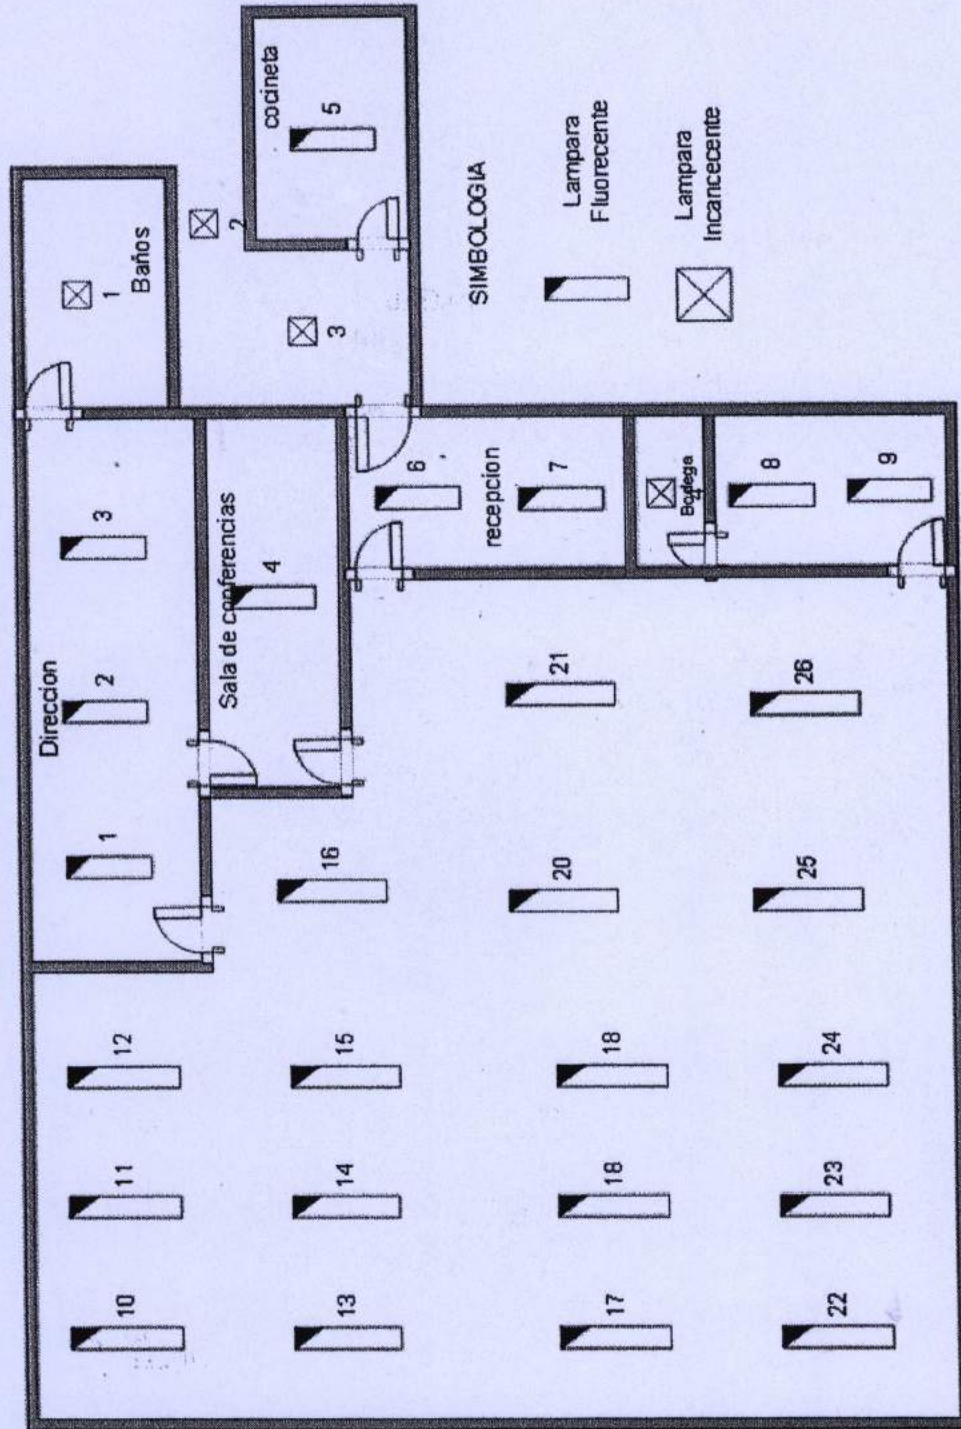 Direccion
1
2
3
Baños
1
2
3
cocineta
5
Sala de conferencias
4
recepcion
6
7
Bodega
4
8
9
10
11
12
13
14
15
16
17
18
18
20
21
22
23
24
25
26
SIMBOLOGIA
Lampara
Fluorecente
Lampara
Incancecente